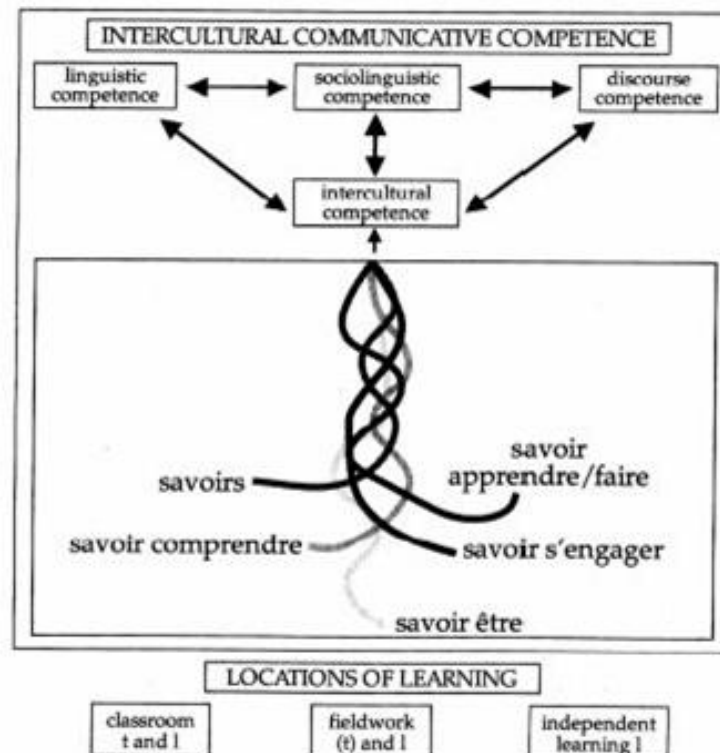 INTERCULTURAL COMMUNICATIVE COMPETENCE
linguistic
competence
sociolinguistic
competence
discourse
competence
intercultural
competence
savoirs
savoir
apprendre/faire
savoir comprendre
savoir s'engager
savoir être
LOCATIONS OF LEARNING
classroom
t and l
fieldwork
(t) and l
independent
learning l